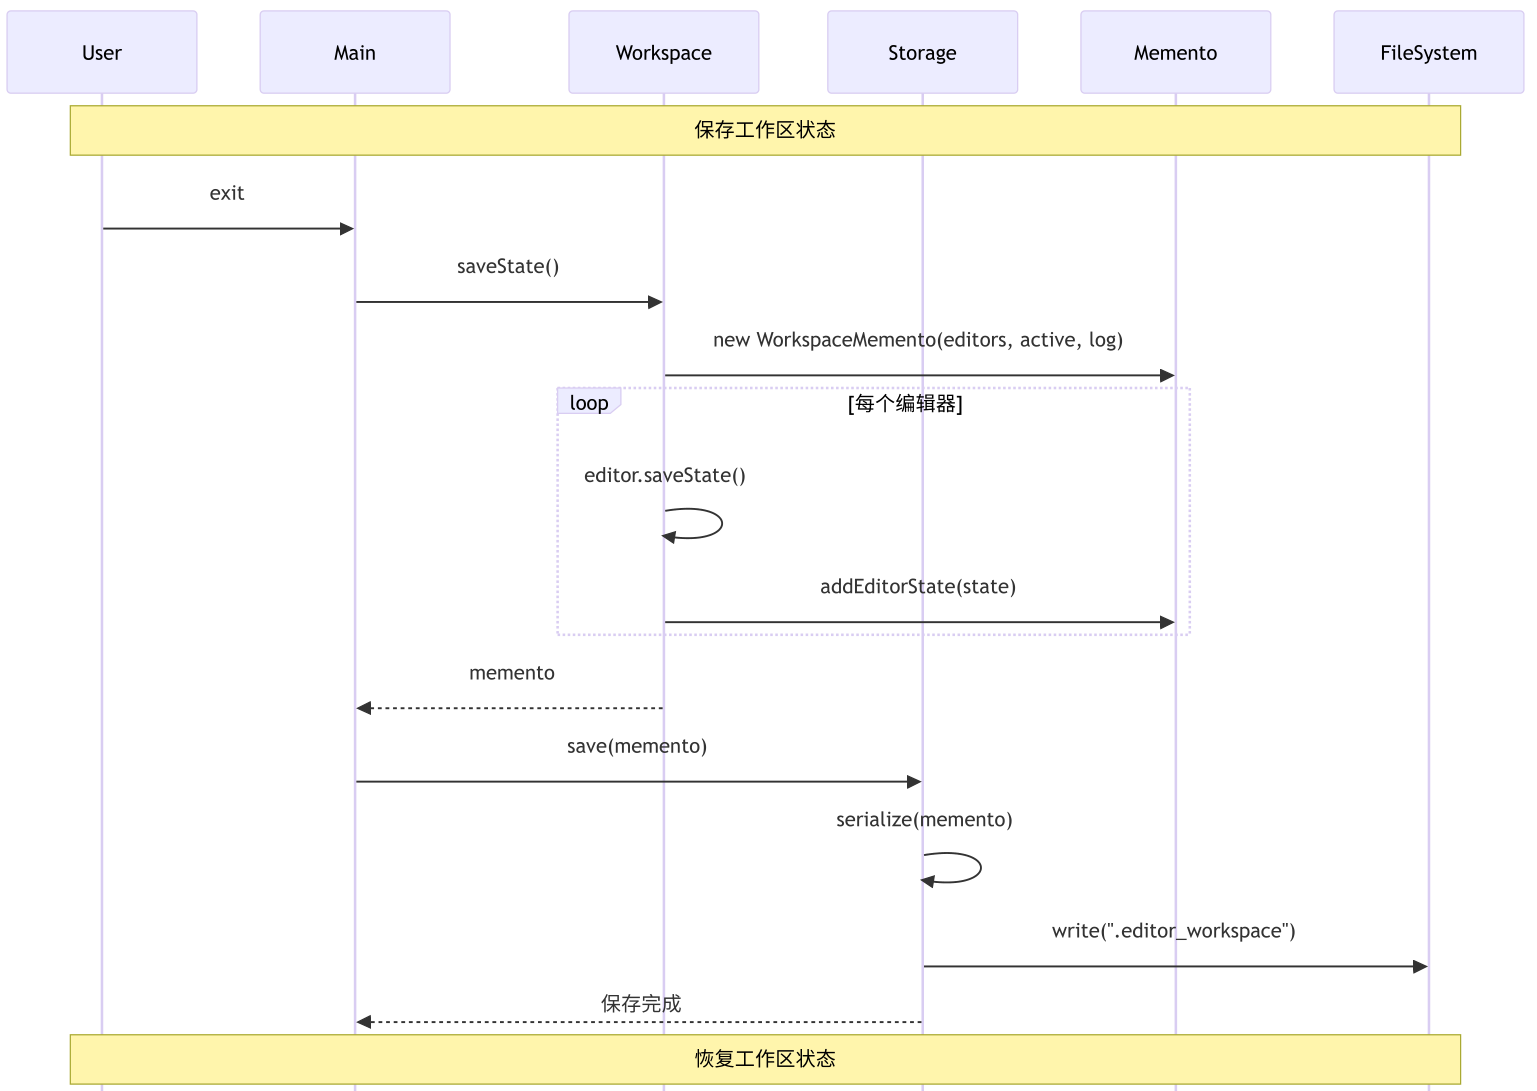 User
Main
Workspace
Storage
Memento
FileSystem
保存工作区状态
exit
saveState()
new WorkspaceMemento(editors, active, log)
loop
[每个编辑器]
editor.saveState()
addEditorState(state)
memento
save(memento)
serialize(memento)
write(".editor_workspace")
保存完成
恢复工作区状态